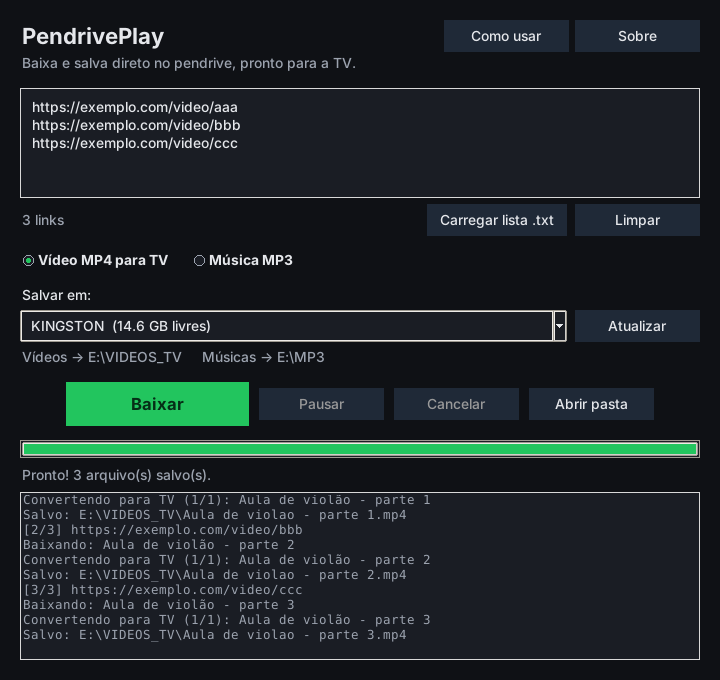 PendrivePlay
Como usar
Sobre
Baixa e salva direto no pendrive, pronto para a TV.
https://exemplo.com/video/aaa
https://exemplo.com/video/bbb
https://exemplo.com/video/ccc
3 links
Carregar lista .txt
Limpar
Vídeo MP4 para TV
Música MP3
Salvar em:
KINGSTON (14.6 GB livres)
Atualizar
Vídeos → E:\VIDEOS_TV Músicas → E:\MP3
Baixar
Pausar
Cancelar
Abrir pasta
Pronto! 3 arquivo(s) salvo(s).
Convertendo para TV (1/1): Aula de violão - parte 1
Salvo: E:\VIDEOS_TV\Aula de violao - parte 1.mp4
[2/3] https://exemplo.com/video/bbb
Baixando: Aula de violão - parte 2
Convertendo para TV (1/1): Aula de violão - parte 2
Salvo: E:\VIDEOS_TV\Aula de violao - parte 2.mp4
[3/3] https://exemplo.com/video/ccc
Baixando: Aula de violão - parte 3
Convertendo para TV (1/1): Aula de violão - parte 3
Salvo: E:\VIDEOS_TV\Aula de violao - parte 3.mp4